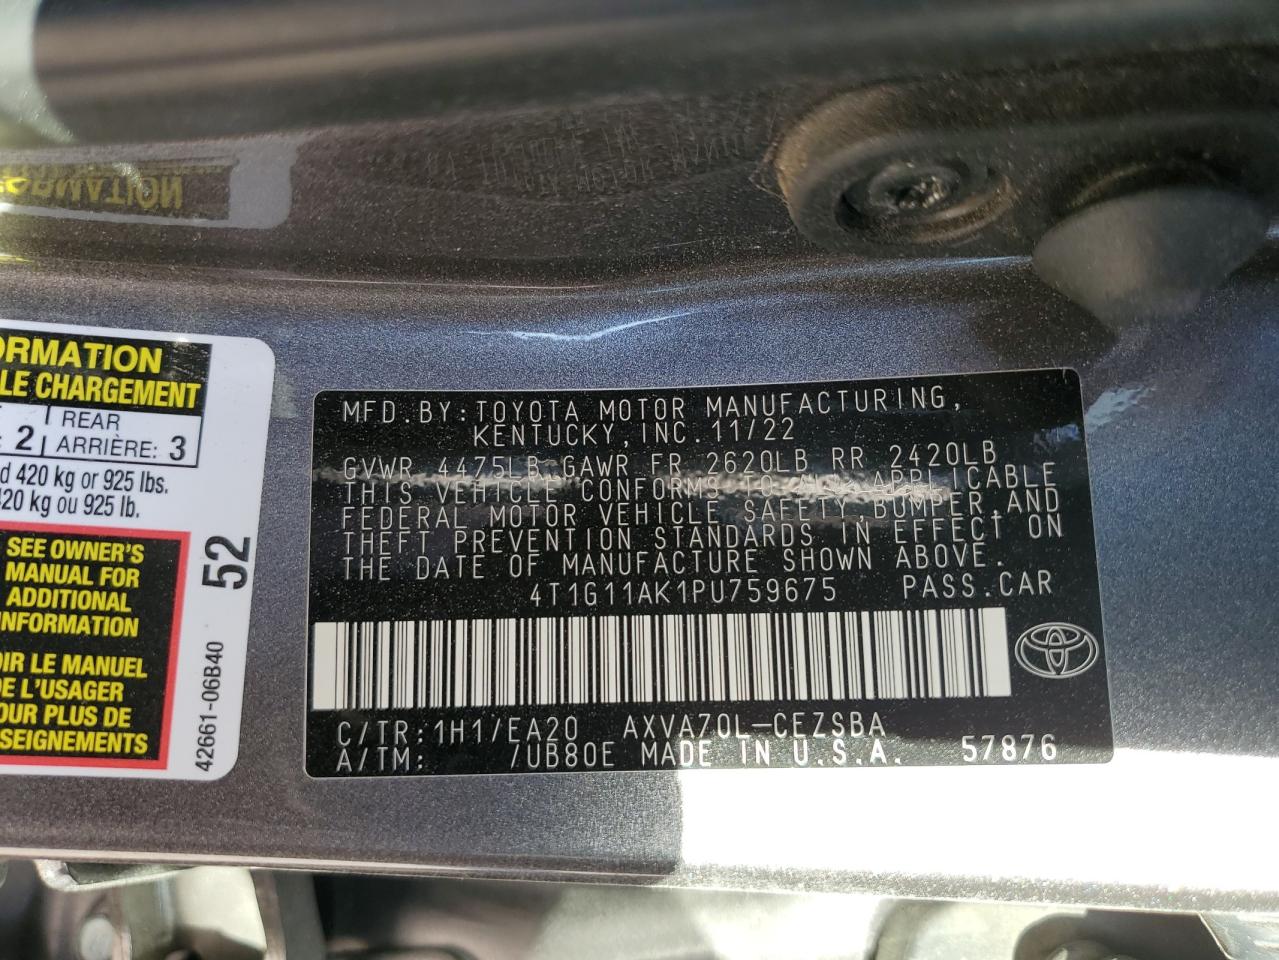 ORMATION
LE CHARGEMENT
2 REAR
ARRIÈRE: 3
d 420 kg or 925 lbs.
420 kg ou 925 lb.
SEE OWNER'S
MANUAL FOR
ADDITIONAL
INFORMATION
OIR LE MANUEL
DE L'USAGER
OUR PLUS DE
SEIGNEMENTS
52
42661-06B40
MFD. BY: TOYOTA MOTOR MANUFACTURING,
KENTUCKY, INC. 11/22
GVWR 4475LB GAWR FR 2620LB RR 2420LB
THIS VEHICLE CONFORMS TO ALL APPLICABLE
FEDERAL MOTOR VEHICLE SAFETY, BUMPER, AND
THEFT PREVENTION STANDARDS IN EFFECT ON
THE DATE OF MANUFACTURE SHOWN ABOVE.
4T1G11AK1PU759675 PASS. CAR
C/TR: 1H1/EA20 AXVA70L-CEZSBA
A/TM: /UB80E MADE IN U.S.A. 57876